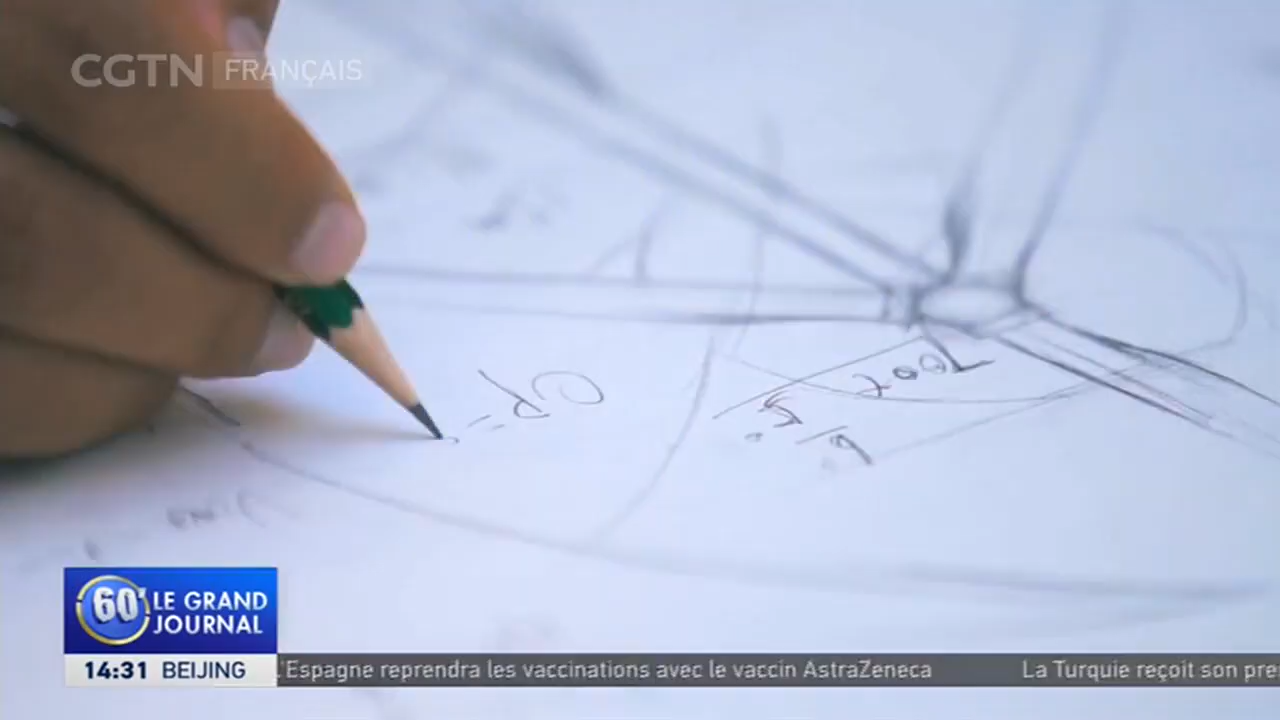 CGTN FRANÇAIS
60' LE GRAND
JOURNAL
14:31 BEIJING
'Espagne reprendra les vaccinations avec le vaccin AstraZeneca
La Turquie reçoit son pre